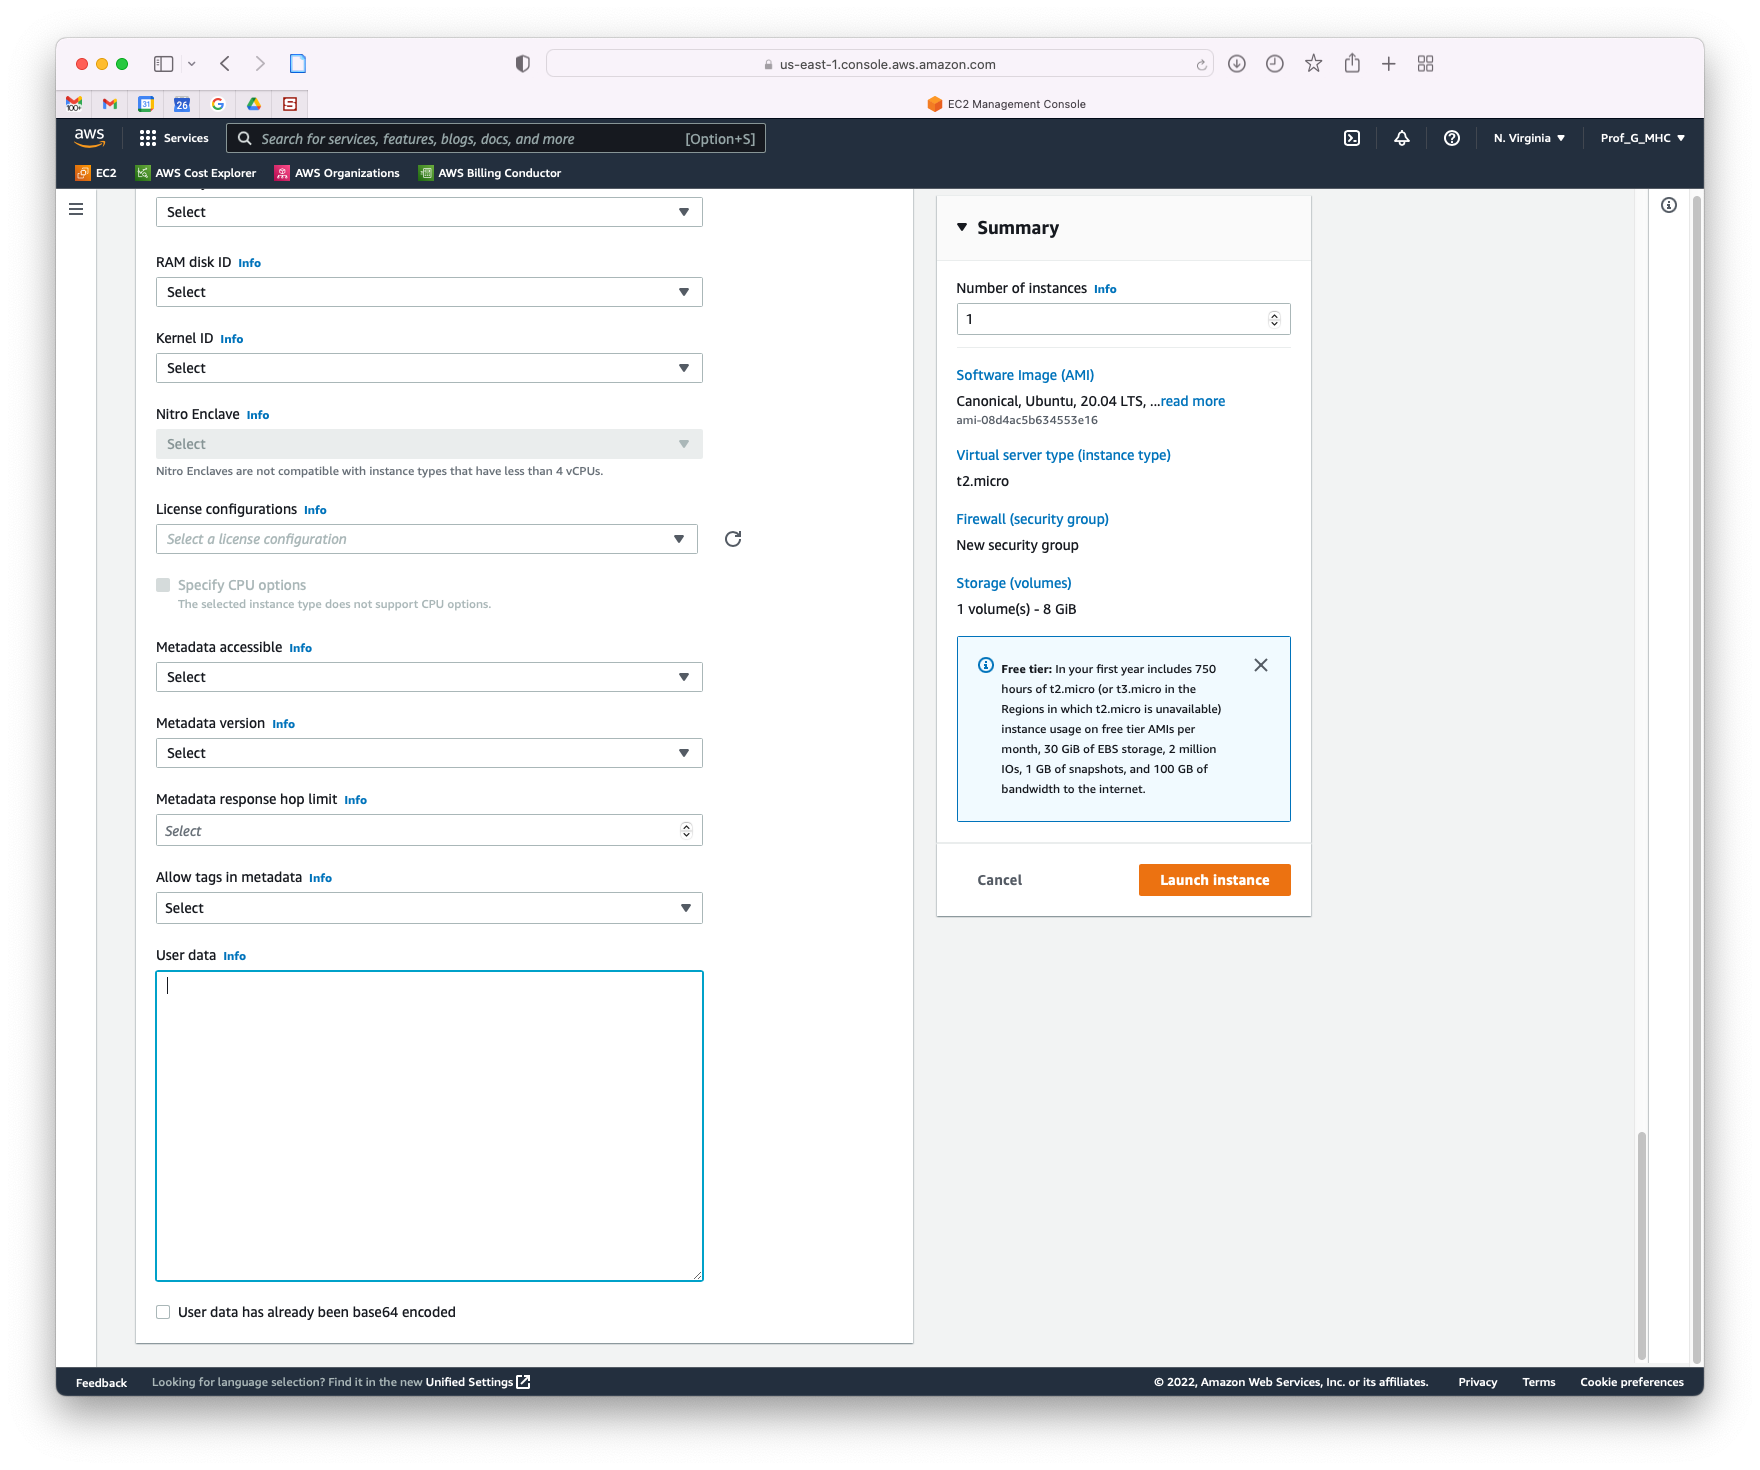 us-east-1.console.aws.amazon.com
100+
31
26
EC2 Management Console
aws
Services
Search for services, features, blogs, docs, and more
[Option+S]
N. Virginia
Prof_G_MHC
EC2
AWS Cost Explorer
AWS Organizations
AWS Billing Conductor
Select
RAM disk ID Info
Select
Kernel ID Info
Select
Nitro Enclave Info
Select
Nitro Enclaves are not compatible with instance types that have less than 4 vCPUs.
License configurations Info
Select a license configuration
Specify CPU options
The selected instance type does not support CPU options.
Metadata accessible Info
Select
Metadata version Info
Select
Metadata response hop limit Info
Select
Allow tags in metadata Info
Select
User data Info
User data has already been base64 encoded
Summary
Number of instances Info
1
Software Image (AMI)
Canonical, Ubuntu, 20.04 LTS, ...read more
ami-08d4ac5b634553e16
Virtual server type (instance type)
t2.micro
Firewall (security group)
New security group
Storage (volumes)
1 volume(s) - 8 GiB
Free tier: In your first year includes 750
hours of t2.micro (or t3.micro in the
Regions in which t2.micro is unavailable)
instance usage on free tier AMIs per
month, 30 GiB of EBS storage, 2 million
IOs, 1 GB of snapshots, and 100 GB of
bandwidth to the internet.
Cancel
Launch instance
Feedback
Looking for language selection? Find it in the new Unified Settings
© 2022, Amazon Web Services, Inc. or its affiliates.
Privacy
Terms
Cookie preferences